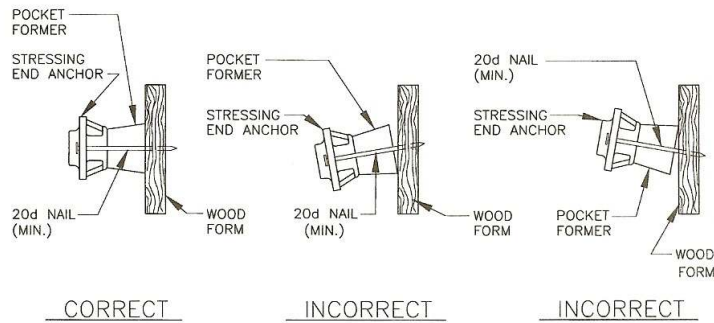 POCKET
FORMER
STRESSING
END ANCHOR
20d NAIL
(MIN.)
WOOD
FORM
CORRECT
POCKET
FORMER
STRESSING
END ANCHOR
20d NAIL
(MIN.)
WOOD
FORM
INCORRECT
20d NAIL
(MIN.)
STRESSING
END ANCHOR
POCKET
FORMER
WOOD
FORM
INCORRECT